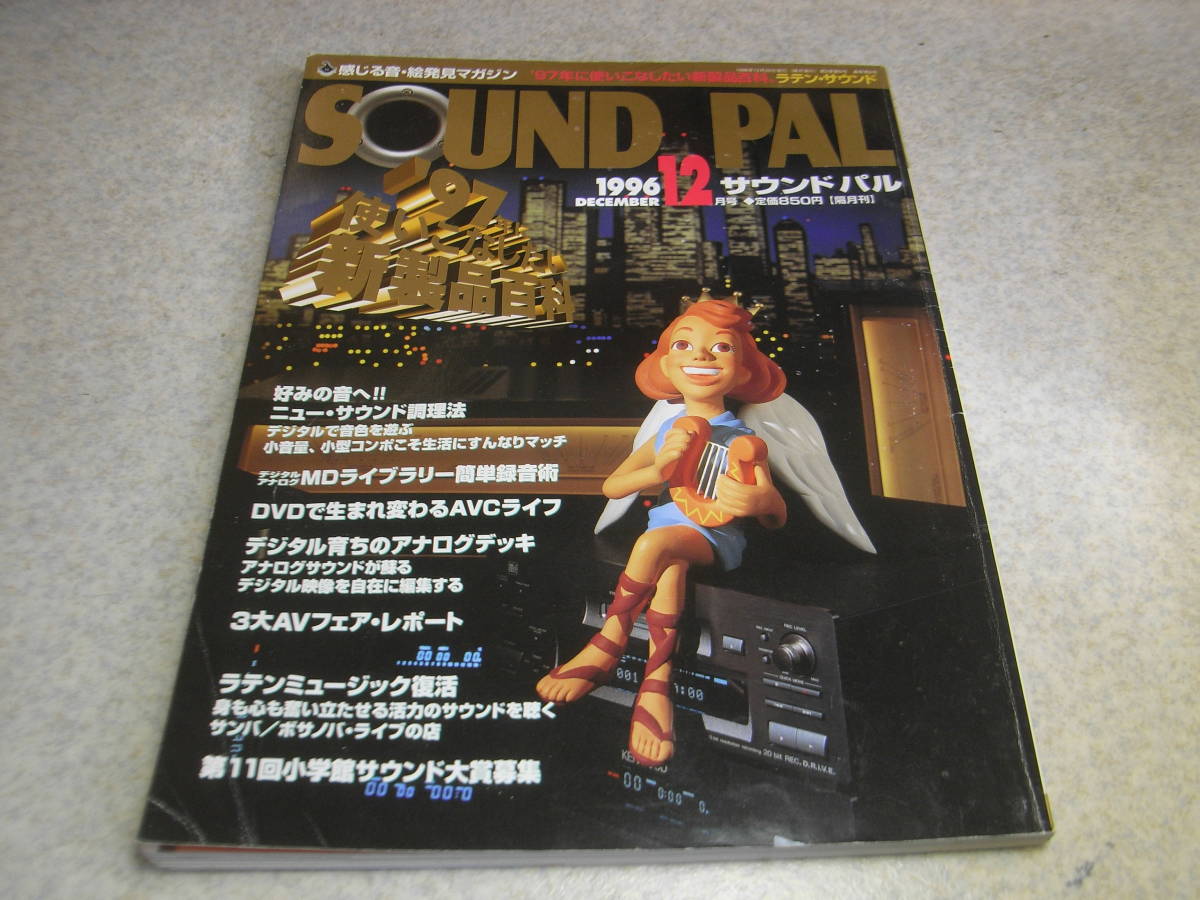 感じる音・絵発見マガジン '97年に使いこなしたい新製品百科、ラテン・サウンド
SOUND PAL
1996 12 サウンドパル
DECEMBER 月号 ◆定価850円【隔月刊】
'97年に
使いこなしたい
新製品百科
好みの音へ!!
ニュー・サウンド調理法
デジタルで音色を遊ぶ
小音量、小型コンポこそ生活にすんなりマッチ
デジタル アナログ MDライブラリー簡単録音術
DVDで生まれ変わるAVCライフ
デジタル育ちのアナログデッキ
アナログサウンドが蘇る
デジタル映像を自在に編集する
3大AVフェア・レポート
ラテンミュージック復活
身も心も奮い立たせる活力のサウンドを聴く
サンバ/ボサノバ・ライブの店
第11回小学館サウンド大賞募集
REC LEVEL
001
20 bit REC. D.R.I.V.E.